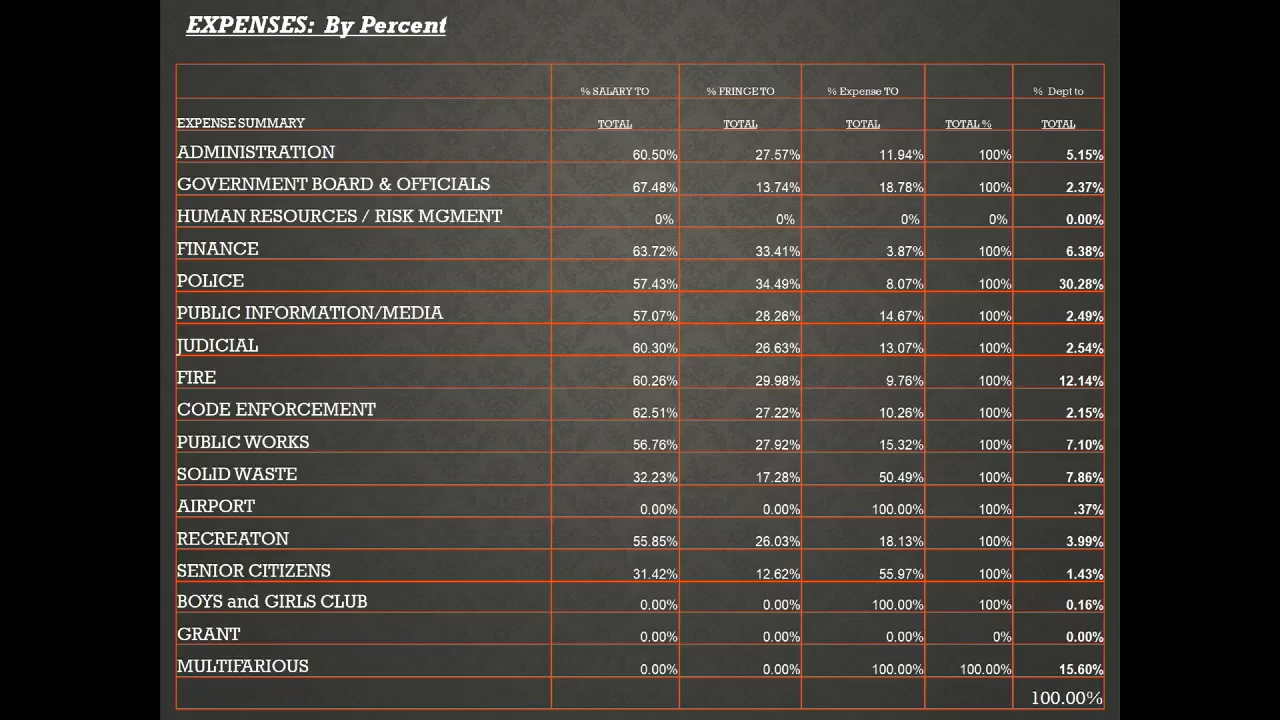 EXPENSES: By Percent
% SALARY TO % FRINGE TO % Expense TO % Dept to
EXPENSE SUMMARY TOTAL TOTAL TOTAL TOTAL % TOTAL
ADMINISTRATION 60.50% 27.57% 11.94% 100% 5.15%
GOVERNMENT BOARD & OFFICIALS 67.48% 13.74% 18.78% 100% 2.37%
HUMAN RESOURCES / RISK MGMENT 0% 0% 0% 0% 0.00%
FINANCE 63.72% 33.41% 3.87% 100% 6.38%
POLICE 57.43% 34.49% 8.07% 100% 30.28%
PUBLIC INFORMATION/MEDIA 57.07% 28.26% 14.67% 100% 2.49%
JUDICIAL 60.30% 26.63% 13.07% 100% 2.54%
FIRE 60.26% 29.98% 9.76% 100% 12.14%
CODE ENFORCEMENT 62.51% 27.22% 10.26% 100% 2.15%
PUBLIC WORKS 56.76% 27.92% 15.32% 100% 7.10%
SOLID WASTE 32.23% 17.28% 50.49% 100% 7.86%
AIRPORT 0.00% 0.00% 100.00% 100% .37%
RECREATON 55.85% 26.03% 18.13% 100% 3.99%
SENIOR CITIZENS 31.42% 12.62% 55.97% 100% 1.43%
BOYS and GIRLS CLUB 0.00% 0.00% 100.00% 100% 0.16%
GRANT 0.00% 0.00% 0.00% 0% 0.00%
MULTIFARIOUS 0.00% 0.00% 100.00% 100.00% 15.60%
100.00%